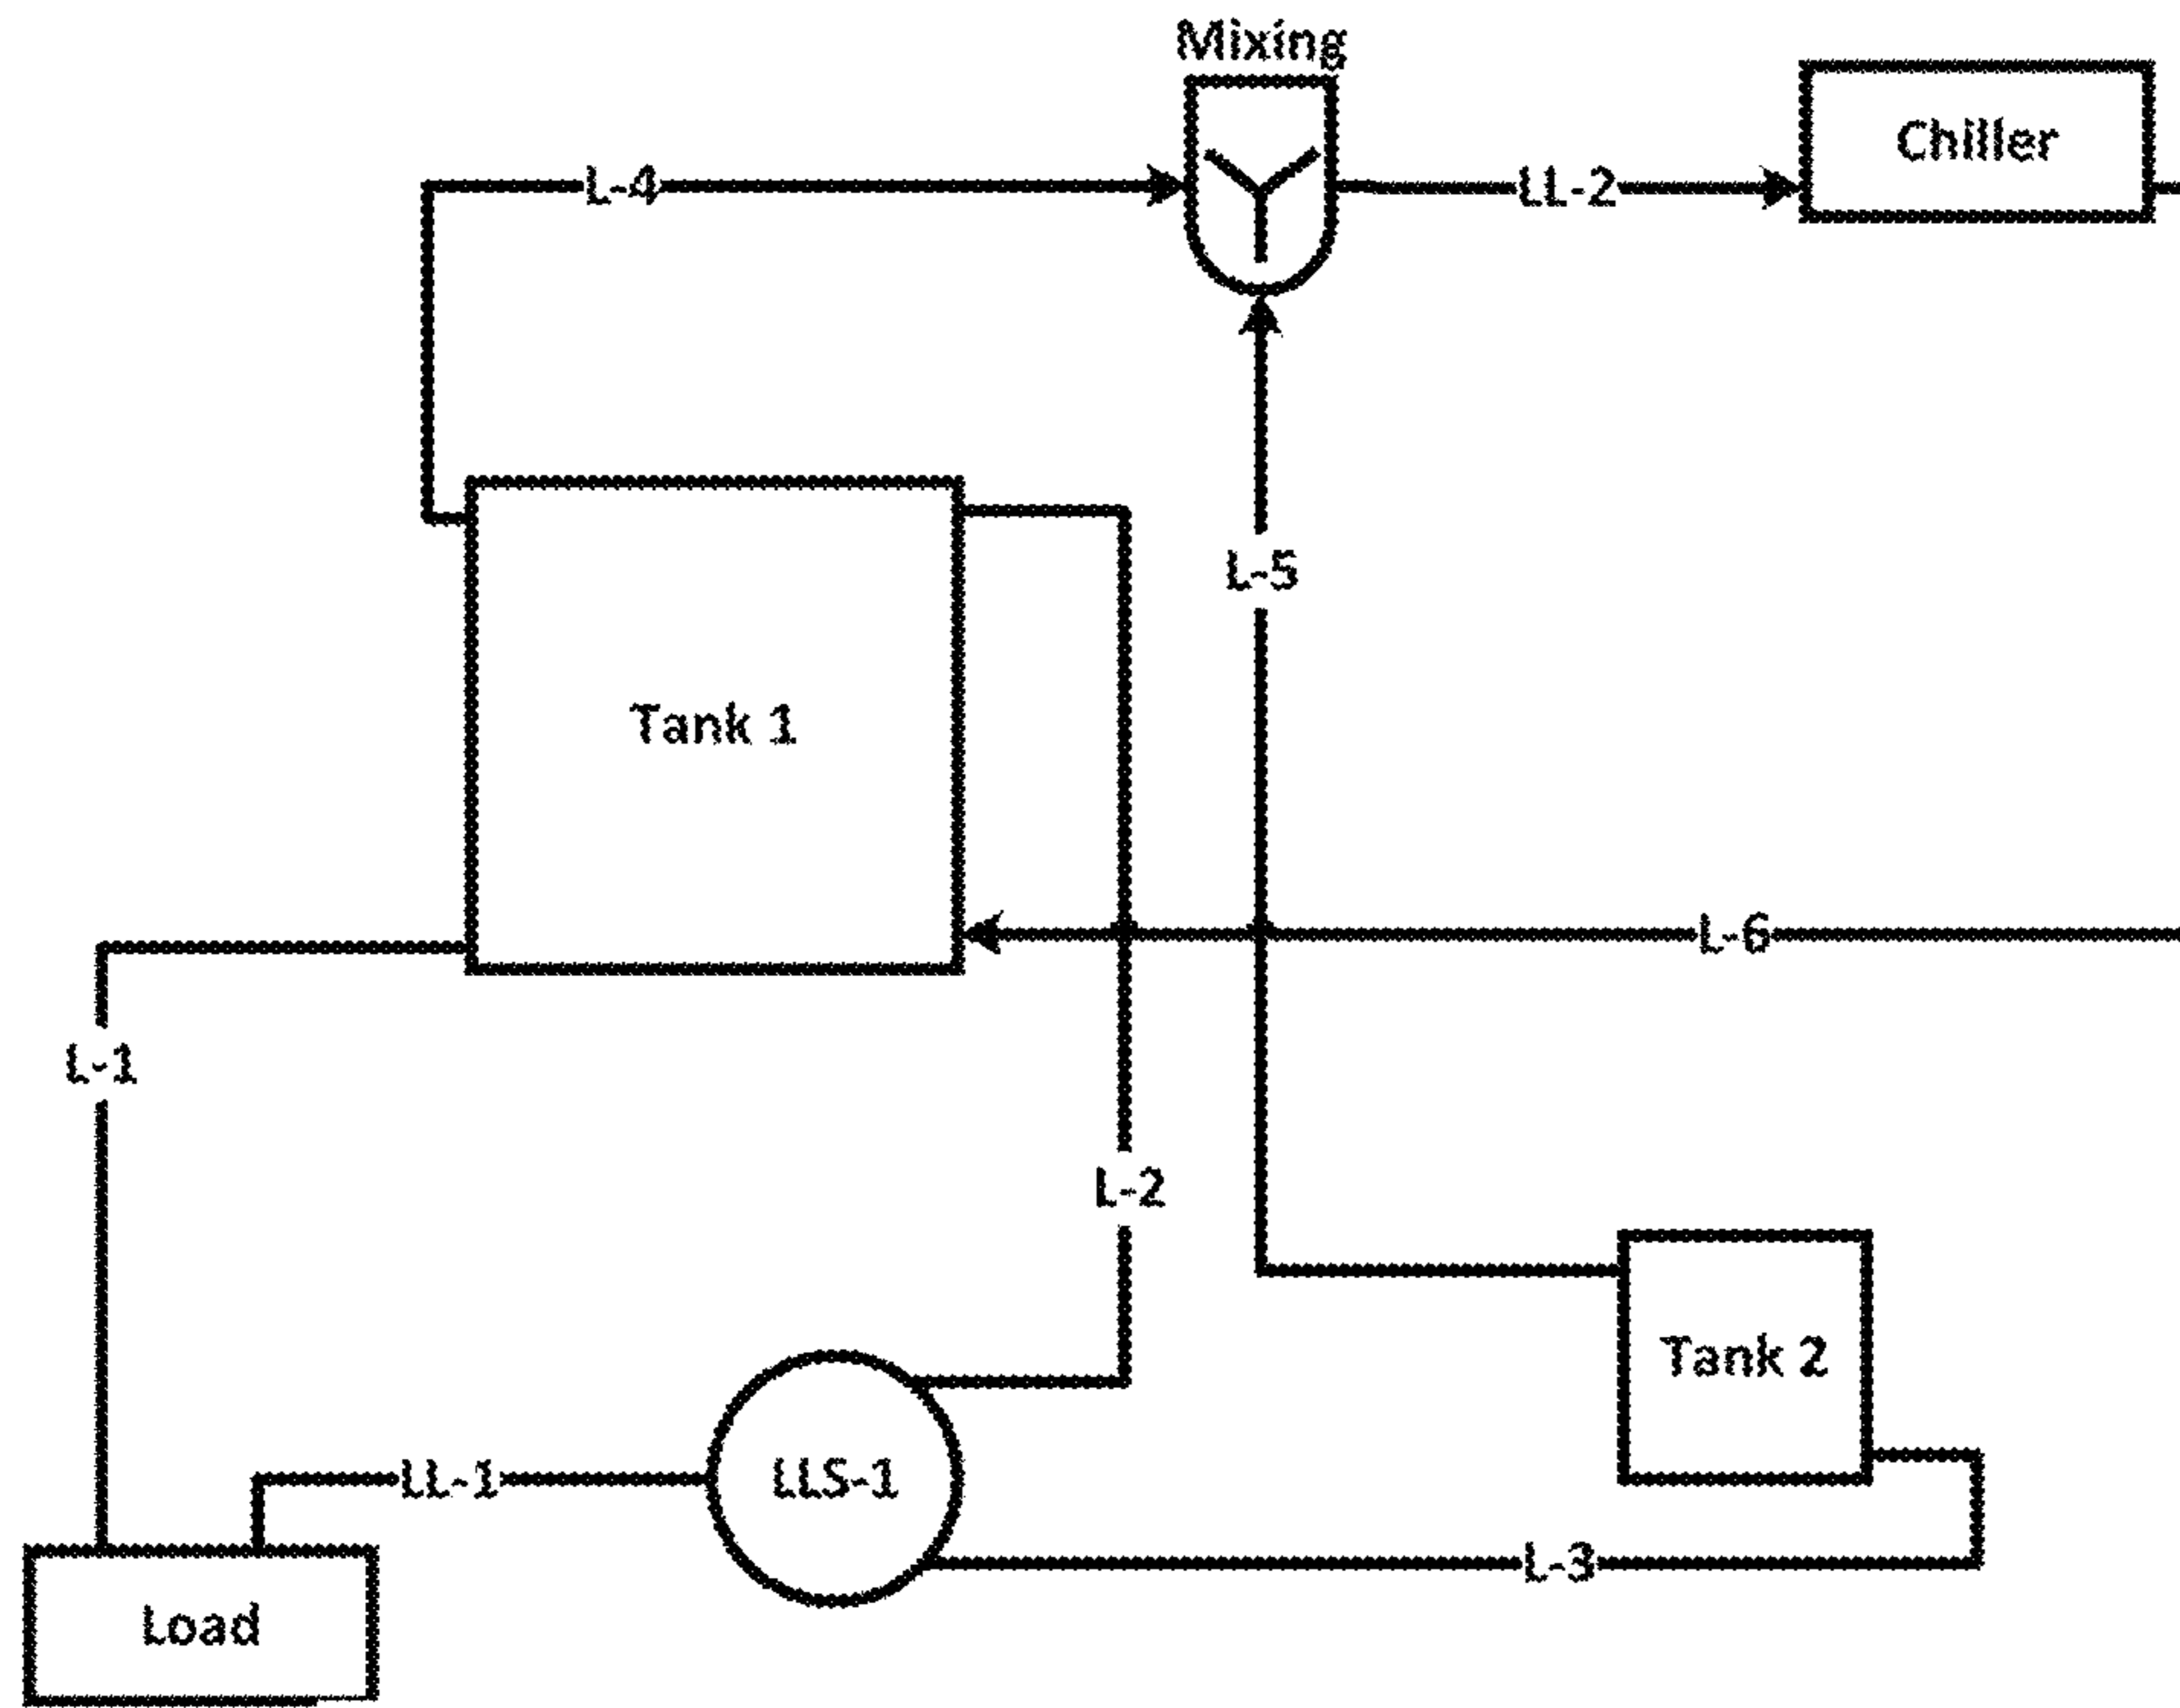 Mixing
Chiller
L-4
LL-2
L-5
Tank 1
L-6
L-1
L-2
Tank 2
LL-1
LLS-1
L-3
Load